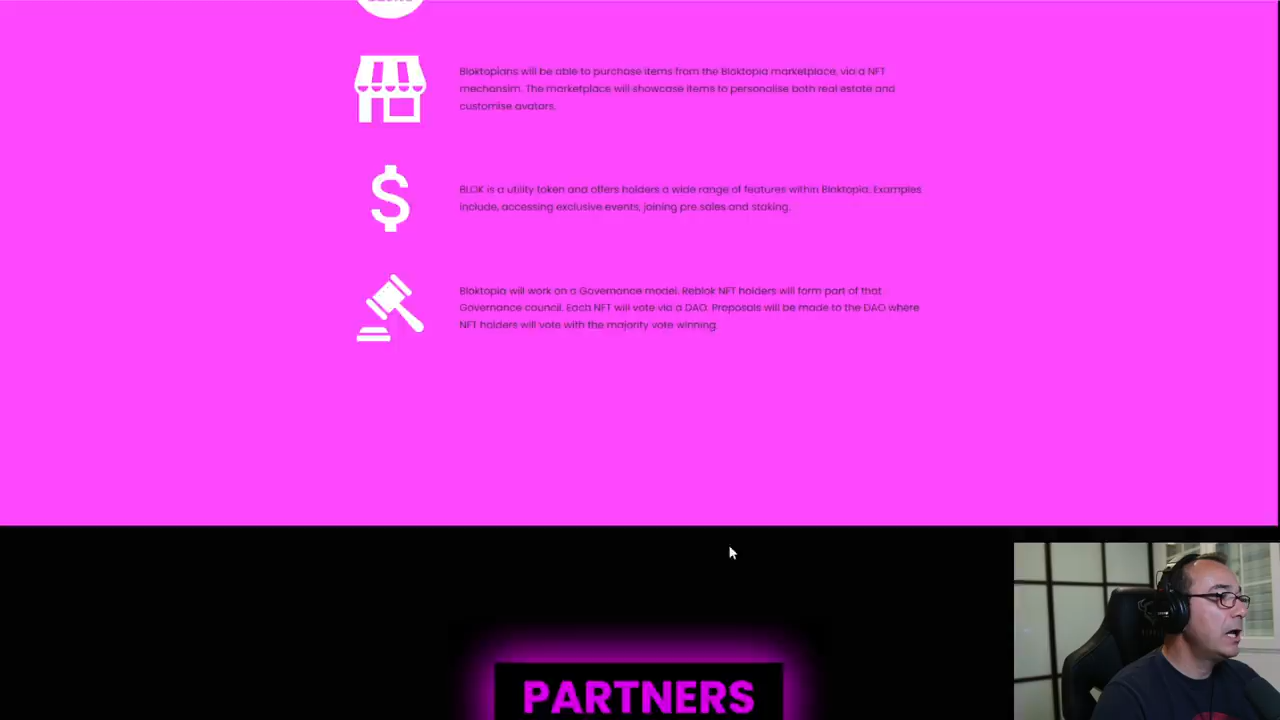 Bloktopians will be able to purchase items from the Bloktopia marketplace, via a NFT
mechansim. The marketplace will showcase items to personalise both real estate and
customise avatars.
$
BLOK is a utility token and offers holders a wide range of features within Bloktopia. Examples
include, accessing exclusive events, joining pre sales and staking.
Bloktopia will work on a Governance model. Reblok NFT holders will form part of that
Governance council. Each NFT will vote via a DAO. Proposals will be made to the DAO where
NFT holders will vote with the majority vote winning.
PARTNERS